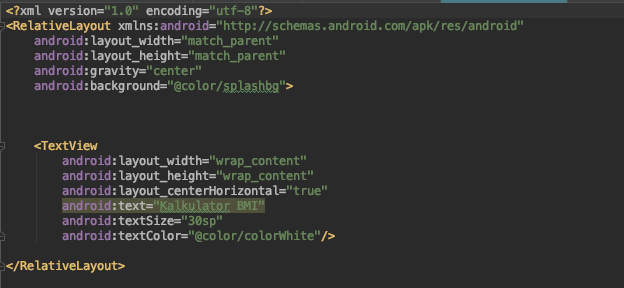 <?xml version="1.0" encoding="utf-8"?>
<RelativeLayout xmlns:android="http://schemas.android.com/apk/res/android"
    android:layout_width="match_parent"
    android:layout_height="match_parent"
    android:gravity="center"
    android:background="@color/splashbg">
    <TextView
        android:layout_width="wrap_content"
        android:layout_height="wrap_content"
        android:layout_centerHorizontal="true"
        android:text="Kalkulator BMI"
        android:textSize="30sp"
        android:textColor="@color/colorWhite"/>
</RelativeLayout>